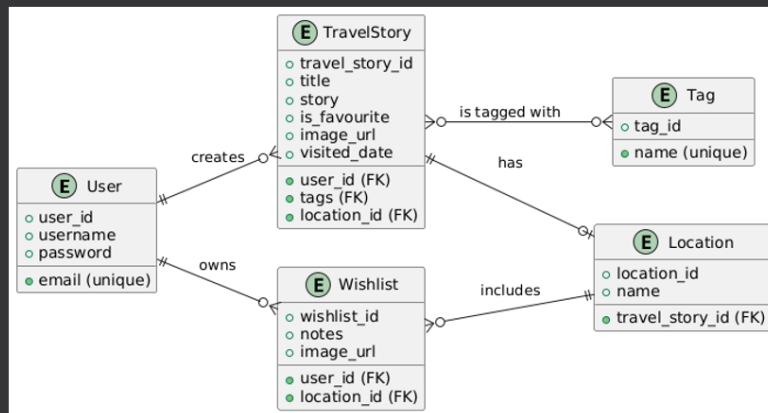 E TravelStory
travel_story_id
title
story
is_favourite
image_url
visited_date
user_id (FK)
tags (FK)
location_id (FK)
is tagged with
E Tag
tag_id
name (unique)
creates
has
E User
user_id
username
password
email (unique)
owns
E Wishlist
wishlist_id
notes
image_url
user_id (FK)
location_id (FK)
includes
E Location
location_id
name
travel_story_id (FK)